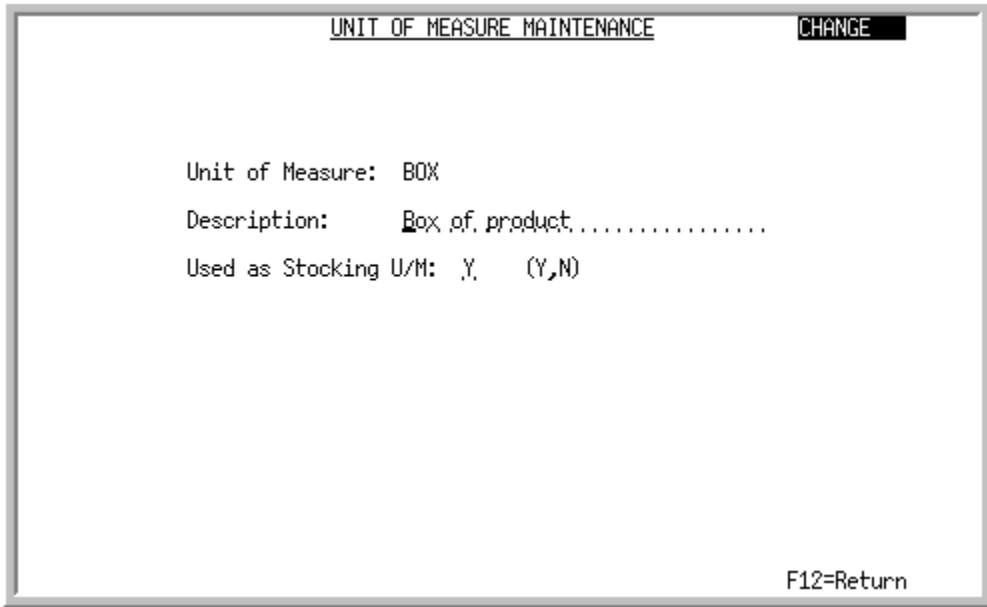 UNIT OF MEASURE MAINTENANCE CHANGE
Unit of Measure: BOX
Description: Box of product.................
Used as Stocking U/M: Y (Y,N)
F12=Return